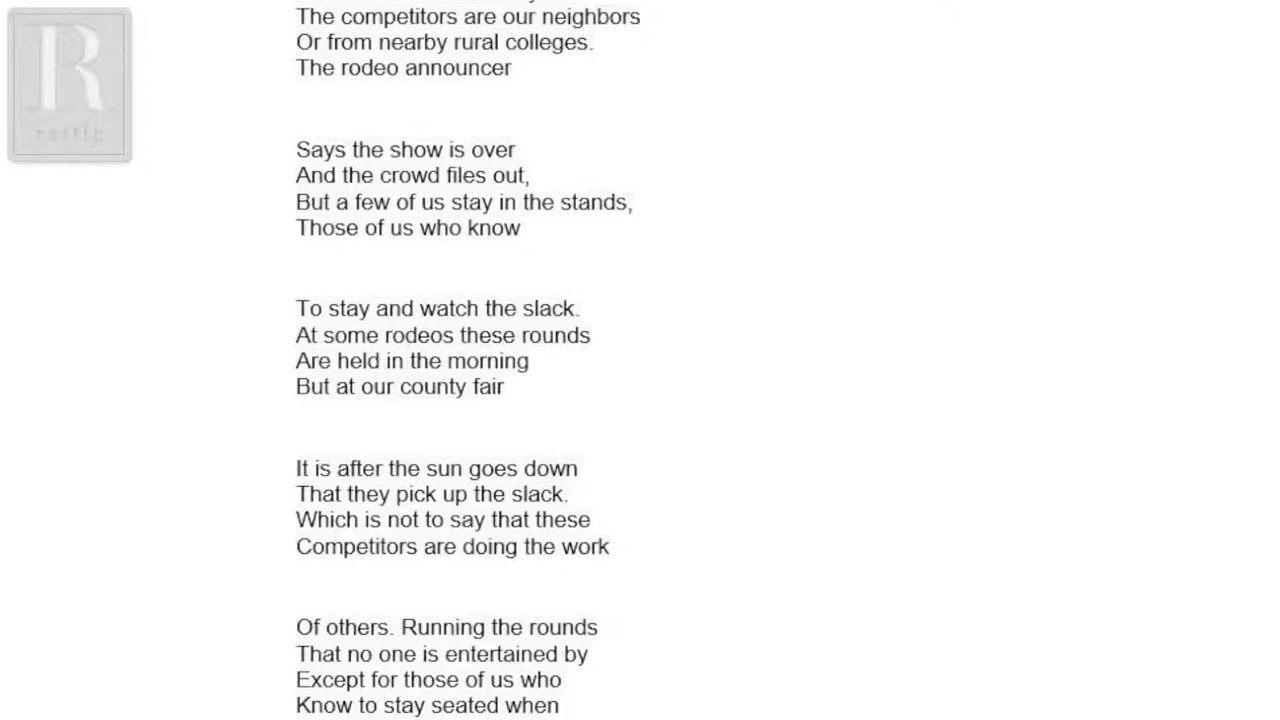 R
rattle
The competitors are our neighbors
Or from nearby rural colleges.
The rodeo announcer
Says the show is over
And the crowd files out,
But a few of us stay in the stands,
Those of us who know
To stay and watch the slack.
At some rodeos these rounds
Are held in the morning
But at our county fair
It is after the sun goes down
That they pick up the slack.
Which is not to say that these
Competitors are doing the work
Of others. Running the rounds
That no one is entertained by
Except for those of us who
Know to stay seated when